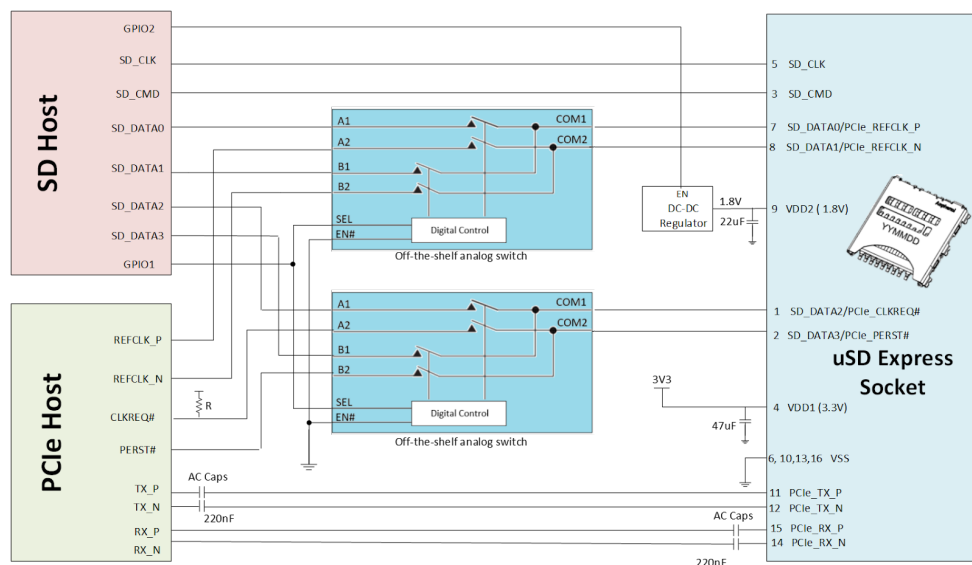 SD Host
GPIO2
SD_CLK
SD_CMD
SD_DATA0
SD_DATA1
SD_DATA2
SD_DATA3
GPIO1
PCIe Host
REFCLK_P
REFCLK_N
CLKREQ#
R
PERST#
TX_P
TX_N
RX_P
RX_N
AC Caps
220nF
A1
A2
B1
B2
SEL
EN#
COM1
COM2
Digital Control
Off-the-shelf analog switch
A1
A2
B1
B2
SEL
EN#
COM1
COM2
Digital Control
Off-the-shelf analog switch
EN
DC-DC
Regulator
1.8V
22uF
3V3
47uF
AC Caps
220nF
5 SD_CLK
3 SD_CMD
7 SD_DATA0/PCIe_REFCLK_P
8 SD_DATA1/PCIe_REFCLK_N
9 VDD2 ( 1.8V)
YYMMDD
1 SD_DATA2/PCIe_CLKREQ#
2 SD_DATA3/PCIe_PERST#
uSD Express
Socket
4 VDD1 (3.3V)
6, 10,13,16 VSS
11 PCIe_TX_P
12 PCIe_TX_N
15 PCIe_RX_P
14 PCIe_RX_N